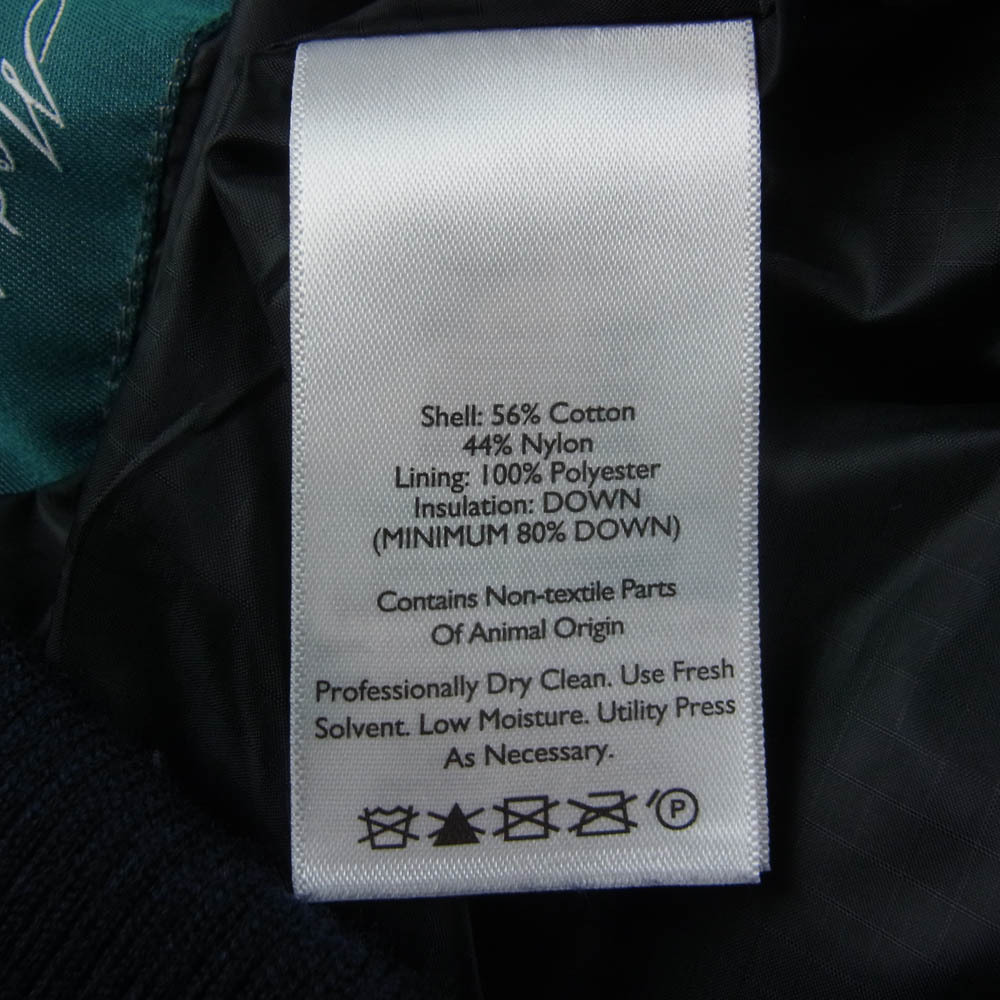 Shell: 56% Cotton
44% Nylon
Lining: 100% Polyester
Insulation: DOWN
(MINIMUM 80% DOWN)
Contains Non-textile Parts
Of Animal Origin
Professionally Dry Clean. Use Fresh
Solvent. Low Moisture. Utility Press
As Necessary.
P